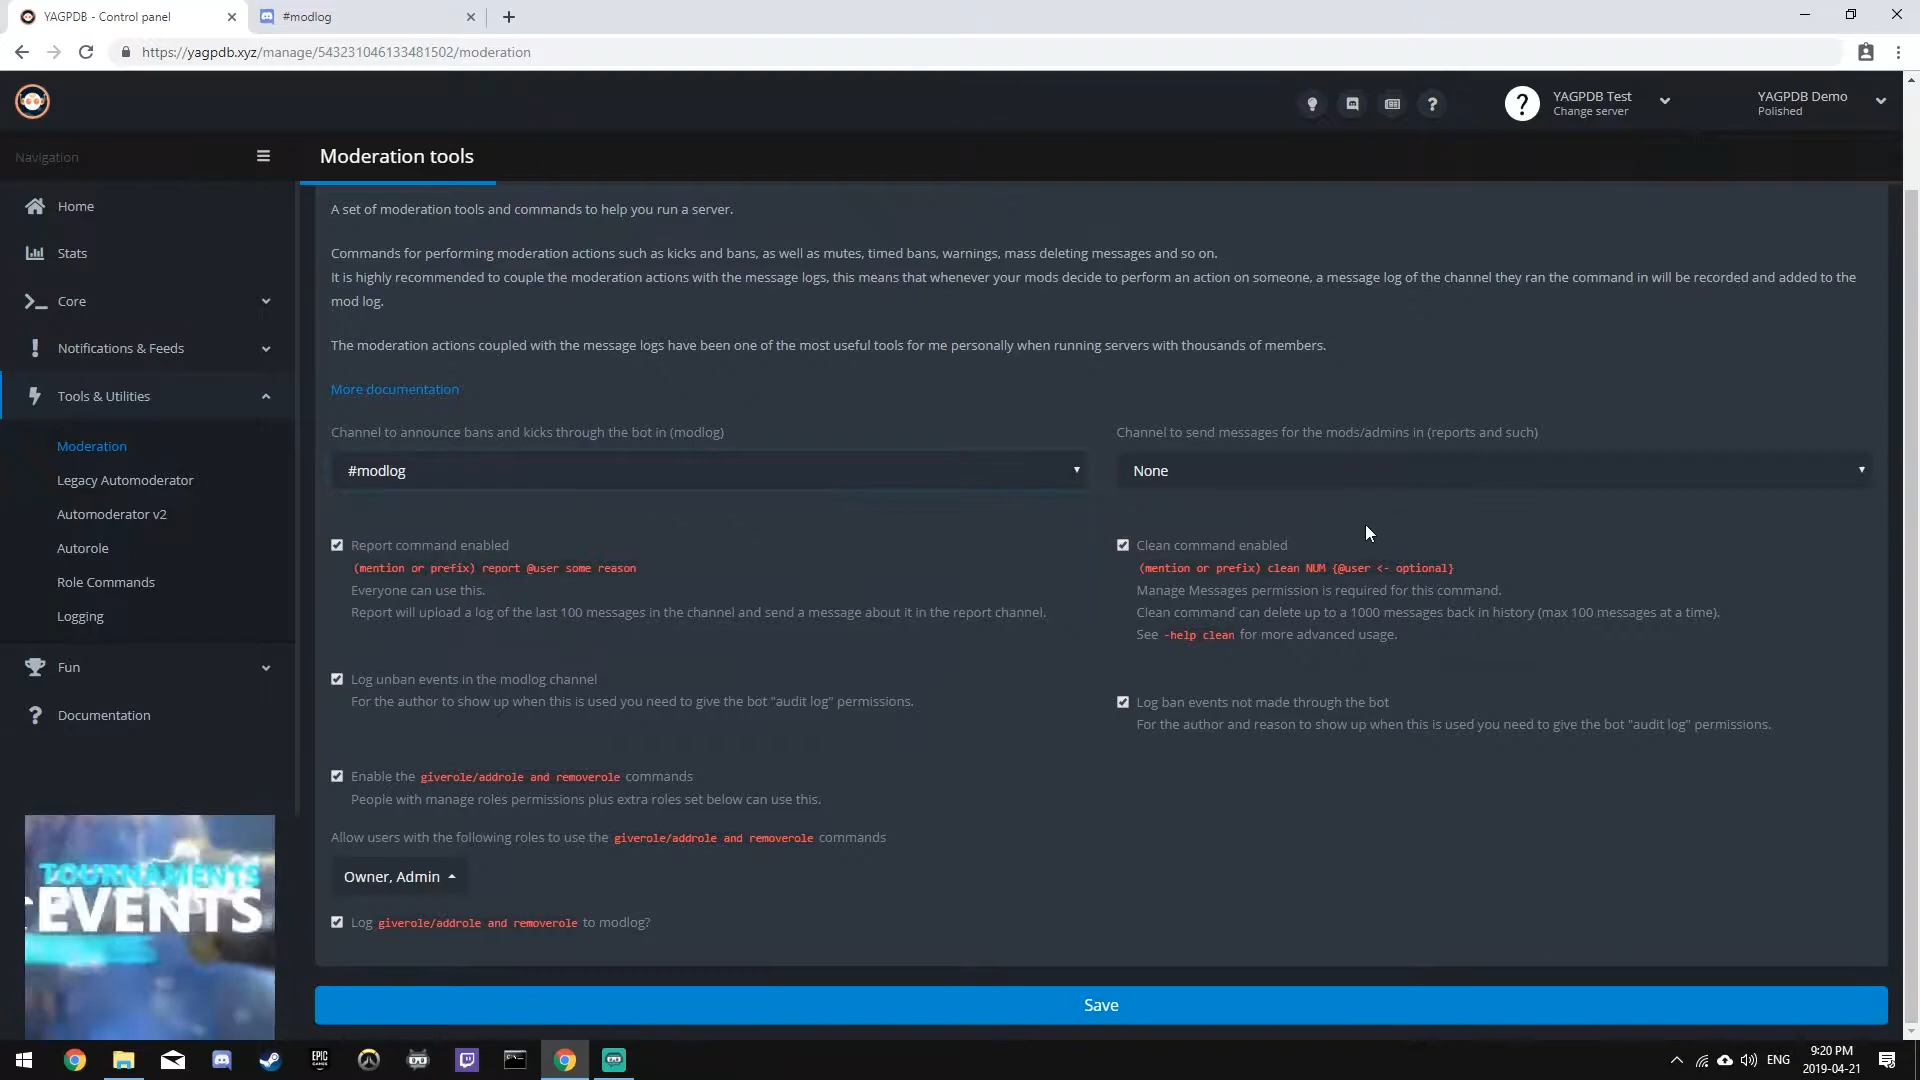 YAGPDB - Control panel
#modlog
https://yagpdb.xyz/manage/543231046133481502/moderation
YAGPDB Test
Change server
YAGPDB Demo
Polished
Navigation
Moderation tools
Home
Stats
Core
Notifications & Feeds
Tools & Utilities
Moderation
Legacy Automoderator
Automoderator v2
Autorole
Role Commands
Logging
Fun
Documentation
TOURNAMENTS
EVENTS
A set of moderation tools and commands to help you run a server.
Commands for performing moderation actions such as kicks and bans, as well as mutes, timed bans, warnings, mass deleting messages and so on.
It is highly recommended to couple the moderation actions with the message logs, this means that whenever your mods decide to perform an action on someone, a message log of the channel they ran the command in will be recorded and added to the
mod log.
The moderation actions coupled with the message logs have been one of the most useful tools for me personally when running servers with thousands of members.
More documentation
Channel to announce bans and kicks through the bot in (modlog)
#modlog
Channel to send messages for the mods/admins in (reports and such)
None
Report command enabled
(mention or prefix) report @user some reason
Everyone can use this.
Report will upload a log of the last 100 messages in the channel and send a message about it in the report channel.
Clean command enabled
(mention or prefix) clean NUM {@user <- optional}
Manage Messages permission is required for this command.
Clean command can delete up to a 1000 messages back in history (max 100 messages at a time).
See -help clean for more advanced usage.
Log unban events in the modlog channel
For the author to show up when this is used you need to give the bot "audit log" permissions.
Log ban events not made through the bot
For the author and reason to show up when this is used you need to give the bot "audit log" permissions.
Enable the giverole/addrole and removerole commands
People with manage roles permissions plus extra roles set below can use this.
Allow users with the following roles to use the giverole/addrole and removerole commands
Owner, Admin
Log giverole/addrole and removerole to modlog?
Save
EPIC
GAMES
ENG
9:20 PM
2019-04-21